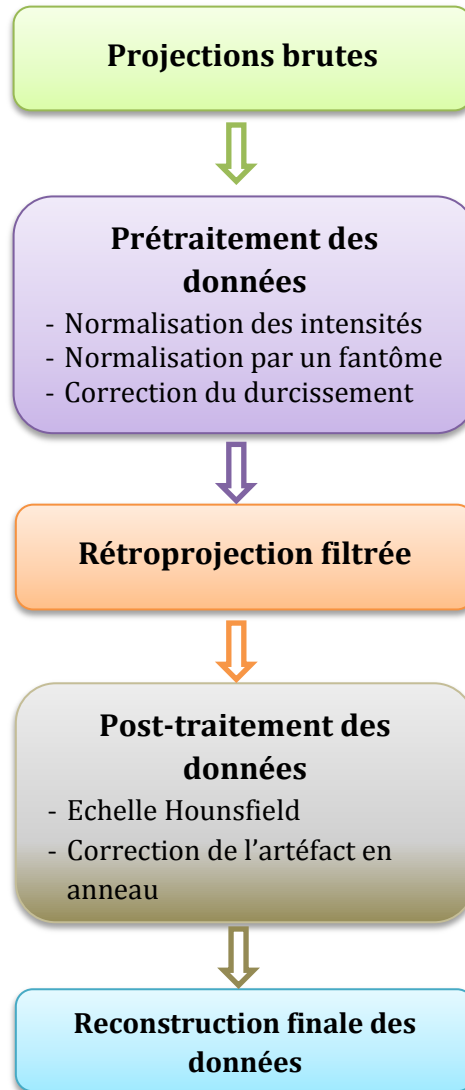 Projections brutes
Prétraitement des
données
- Normalisation des intensités
- Normalisation par un fantôme
- Correction du durcissement
Rétroprojection filtrée
Post-traitement des
données
- Echelle Hounsfield
- Correction de l’artéfact en
anneau
Reconstruction finale des
données